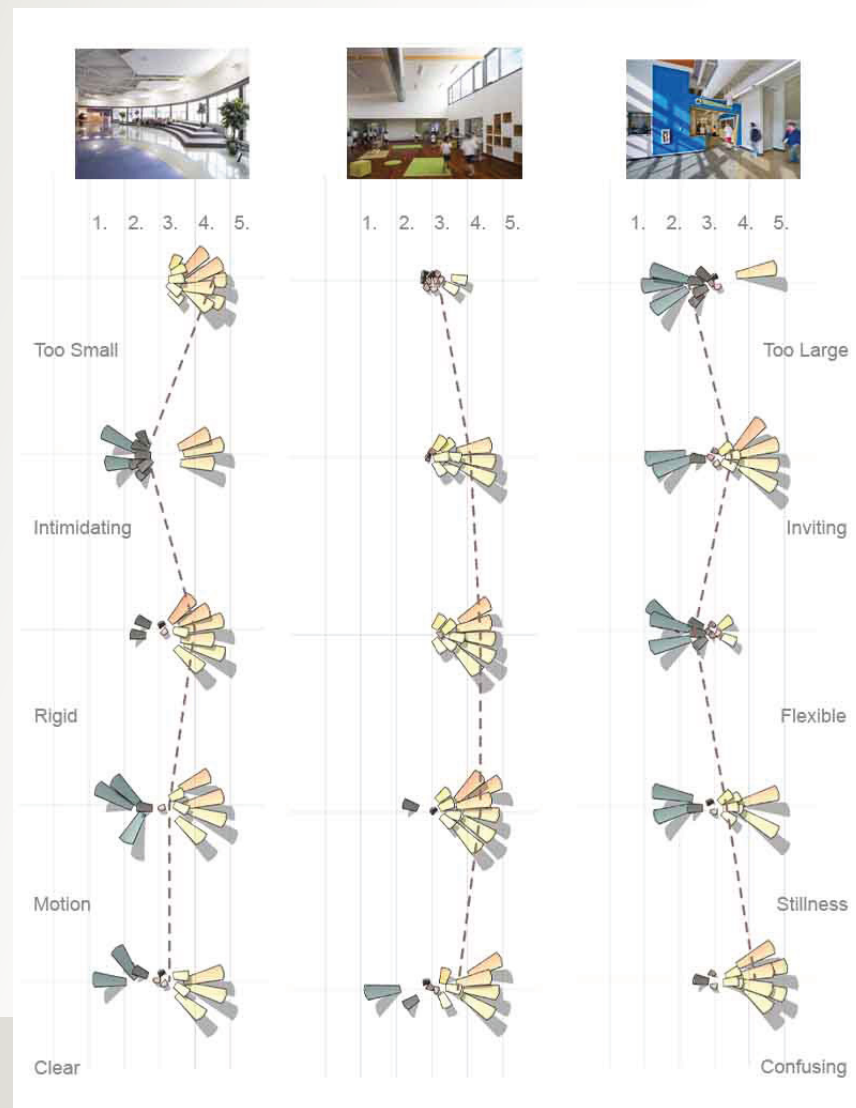 1. 2. 3. 4. 5. 1. 2. 3. 4. 5. 1. 2. 3. 4. 5.
Too Small Too Large
Intimidating Inviting
Rigid Flexible
Motion Stillness
Clear Confusing